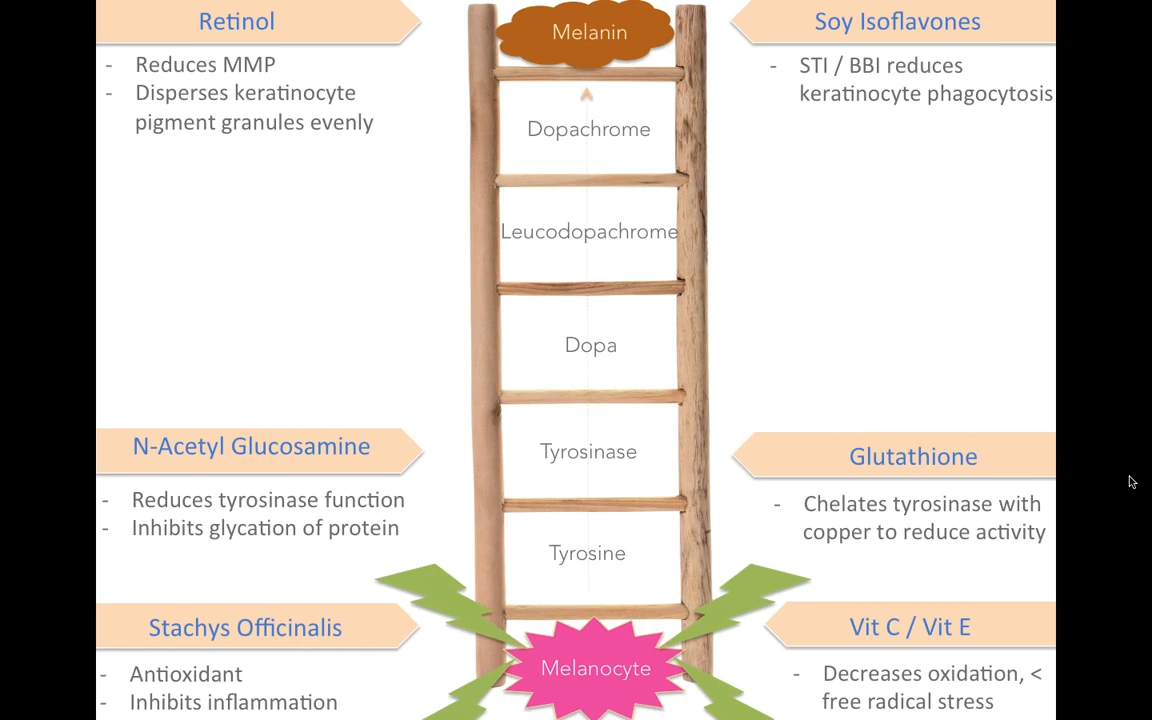 Retinol
- Reduces MMP
- Disperses keratinocyte
pigment granules evenly
Melanin
Soy Isoflavones
- STI / BBI reduces
keratinocyte phagocytosis
Dopachrome
Leucodopachrome
Dopa
Tyrosinase
Tyrosine
Melanocyte
N-Acetyl Glucosamine
- Reduces tyrosinase function
- Inhibits glycation of protein
Glutathione
- Chelates tyrosinase with
copper to reduce activity
Stachys Officinalis
- Antioxidant
- Inhibits inflammation
Vit C / Vit E
- Decreases oxidation, <
free radical stress